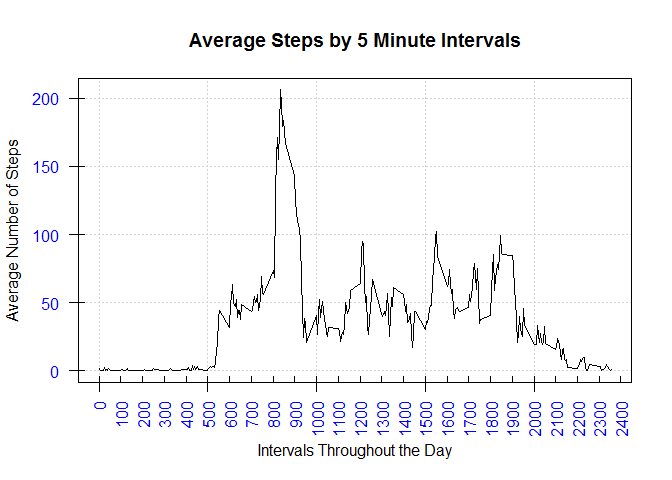 Average Steps by 5 Minute Intervals
Average Number of Steps
200
150
100
50
0
0 100 200 300 400 500 600 700 800 900 1000 1100 1200 1300 1400 1500 1600 1700 1800 1900 2000 2100 2200 2300 2400
Intervals Throughout the Day